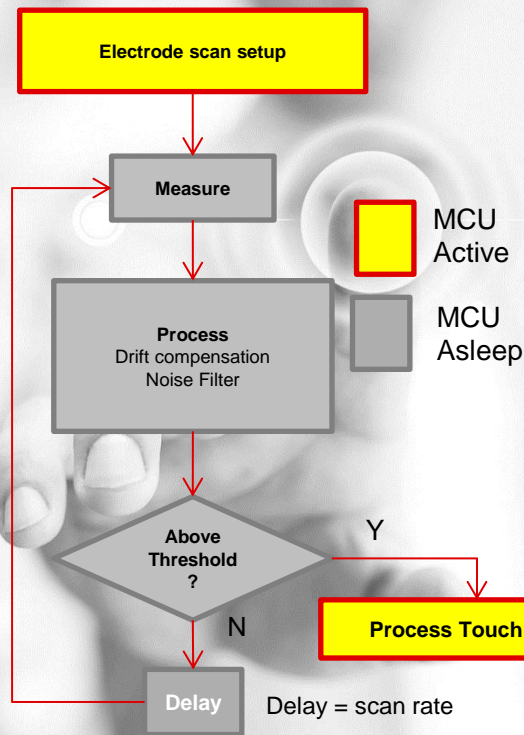 Electrode scan setup
Measure
MCU
Active
MCU
Asleep
Process
Drift compensation
Noise Filter
Above
Threshold
?
Y
N
Process Touch
Delay
Delay = scan rate